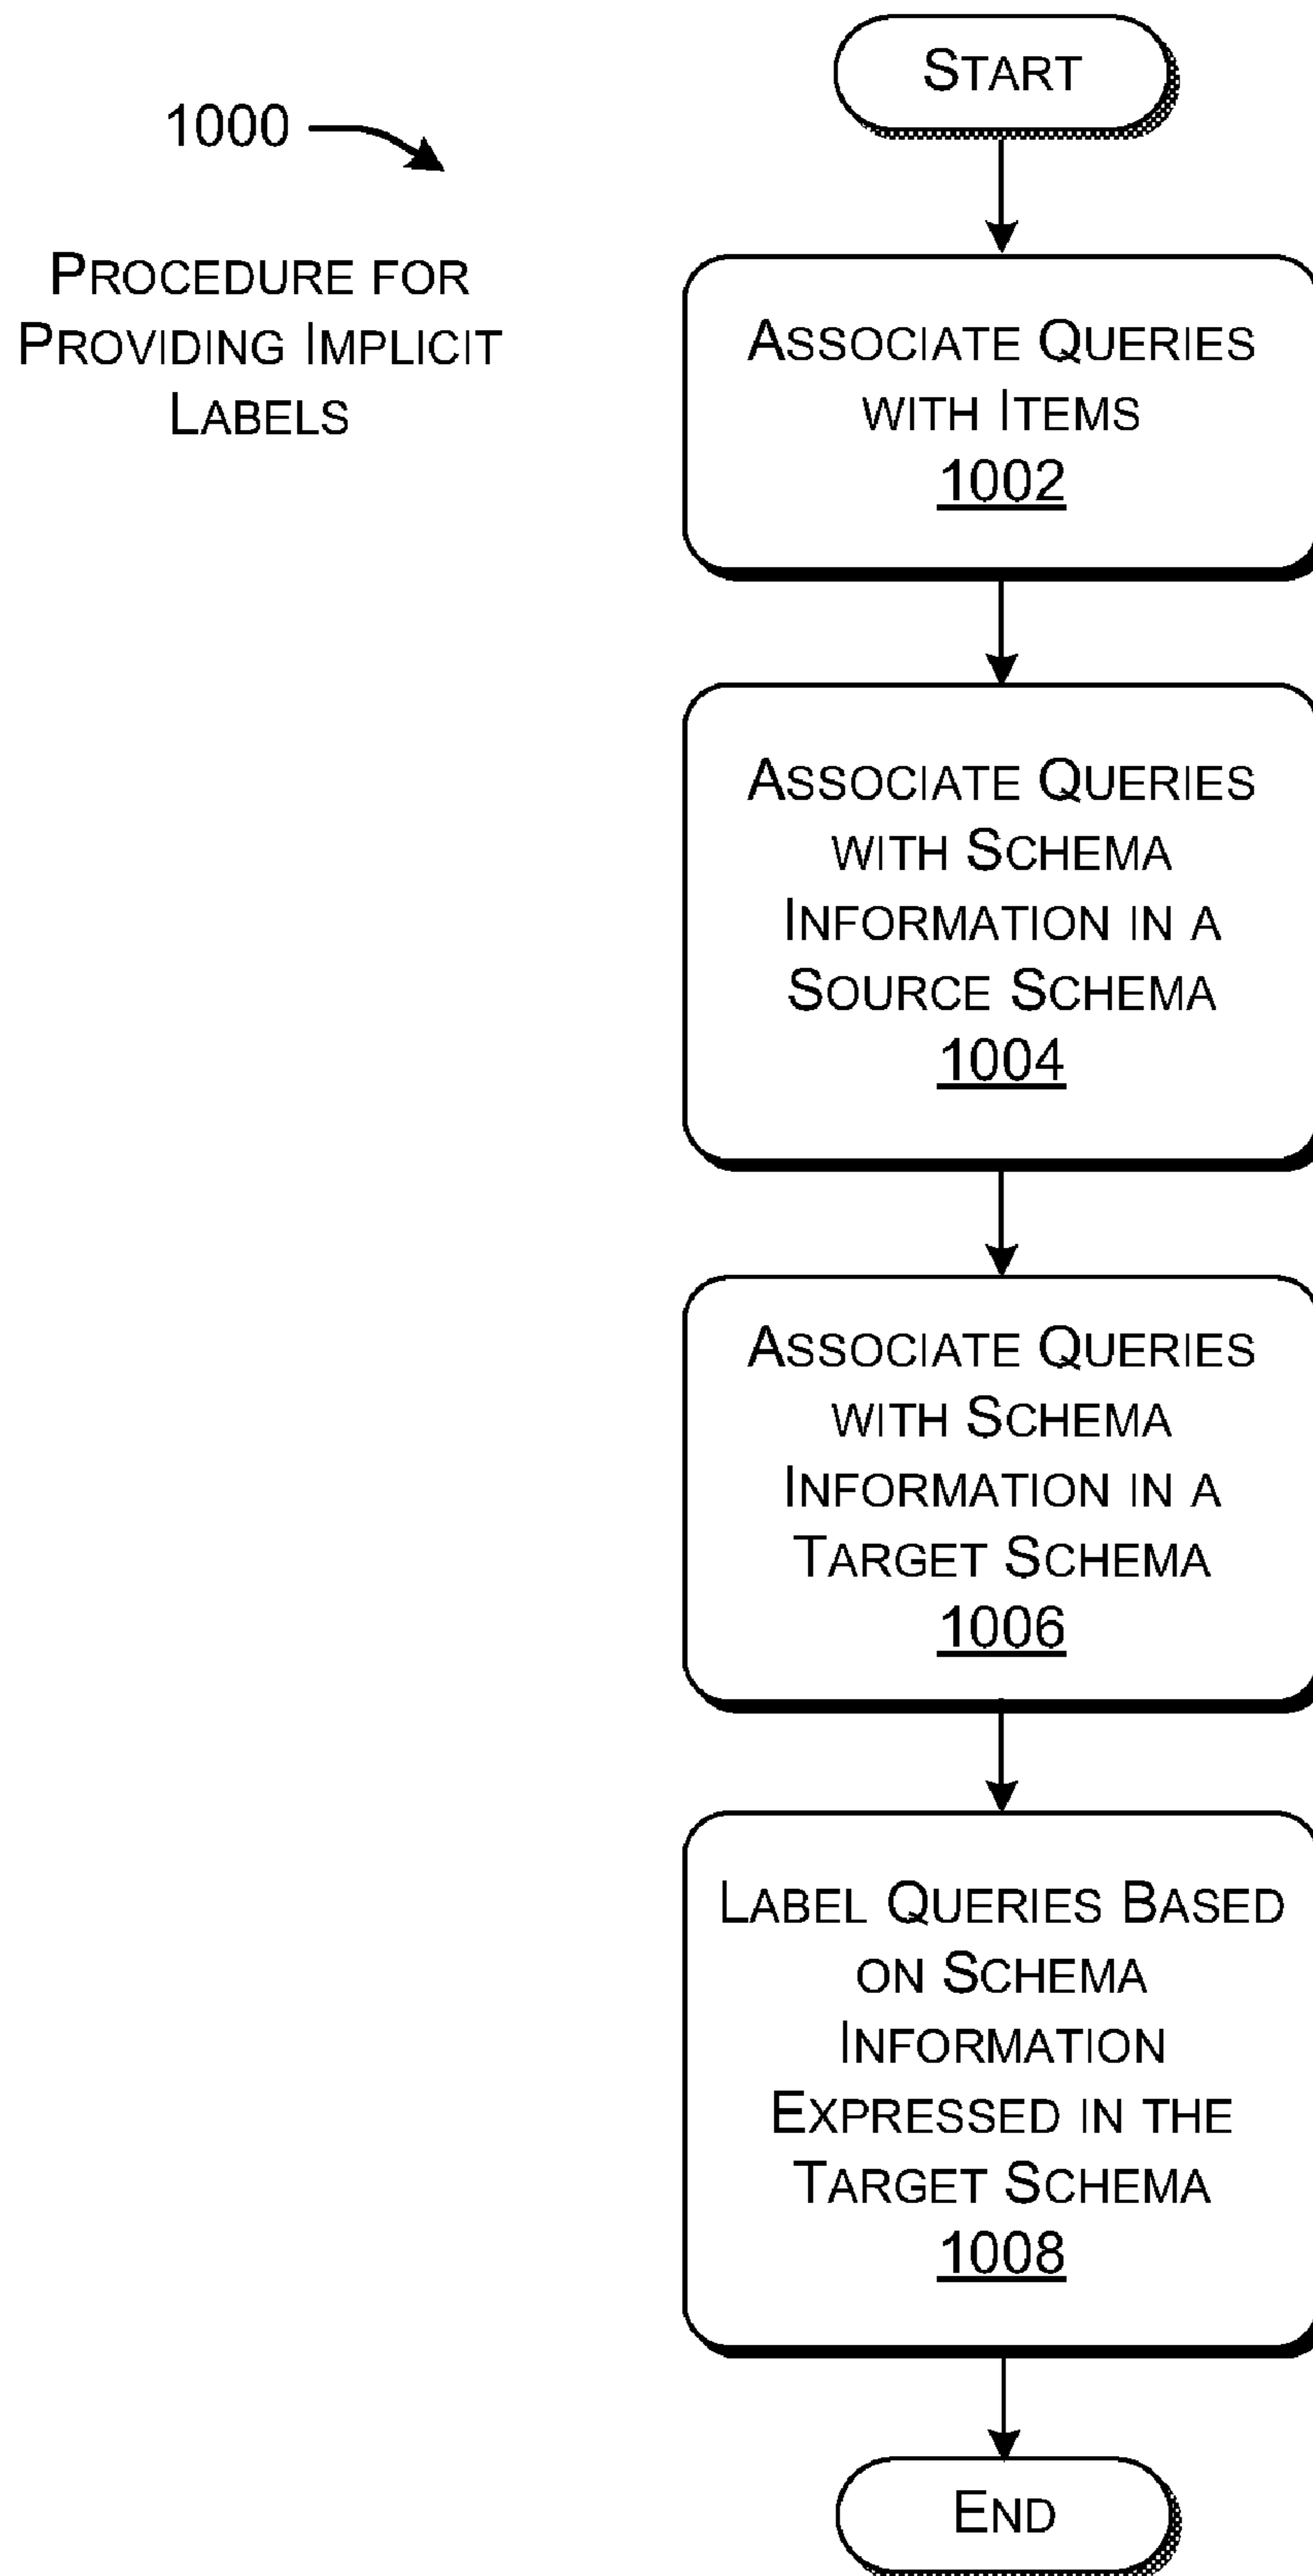 START
1000
PROCEDURE FOR
PROVIDING IMPLICIT
LABELS
ASSOCIATE QUERIES
WITH ITEMS
1002
ASSOCIATE QUERIES
WITH SCHEMA
INFORMATION IN A
SOURCE SCHEMA
1004
ASSOCIATE QUERIES
WITH SCHEMA
INFORMATION IN A
TARGET SCHEMA
1006
LABEL QUERIES BASED
ON SCHEMA
INFORMATION
EXPRESSED IN THE
TARGET SCHEMA
1008
END